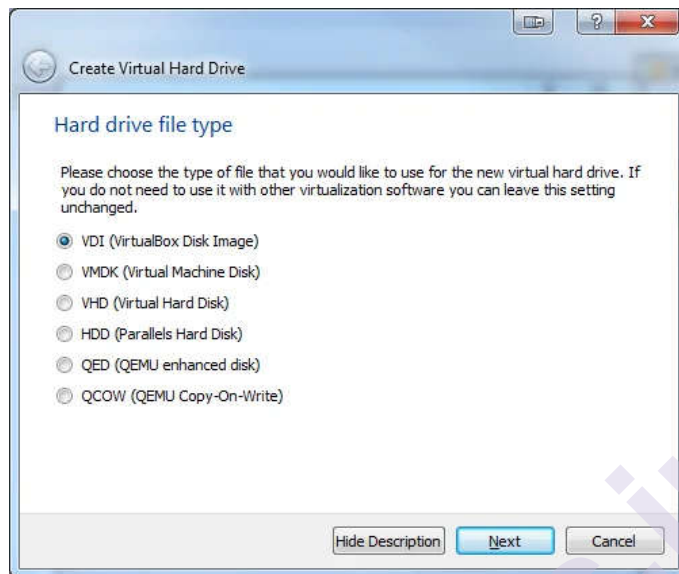 Create Virtual Hard Drive
Hard drive file type
Please choose the type of file that you would like to use for the new virtual hard drive. If
you do not need to use it with other virtualization software you can leave this setting
unchanged.
VDI (VirtualBox Disk Image)
VMDK (Virtual Machine Disk)
VHD (Virtual Hard Disk)
HDD (Parallels Hard Disk)
QED (QEMU enhanced disk)
QCOW (QEMU Copy-On-Write)
Hide Description Next Cancel